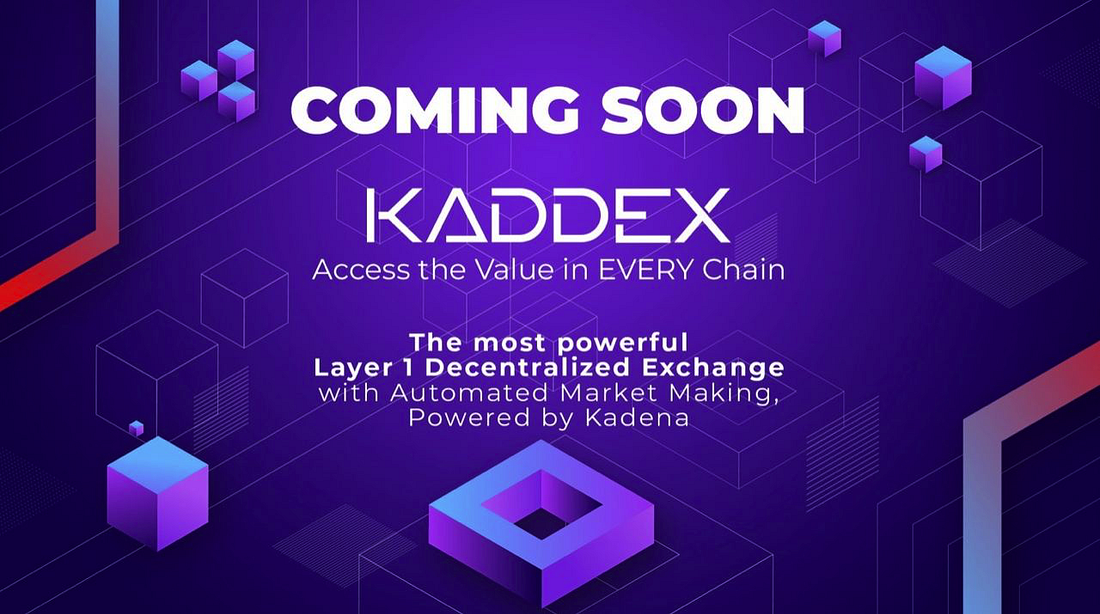 COMING SOON
KADDEX
Access the Value in EVERY Chain
The most powerful
Layer 1 Decentralized Exchange
with Automated Market Making,
Powered by Kadena